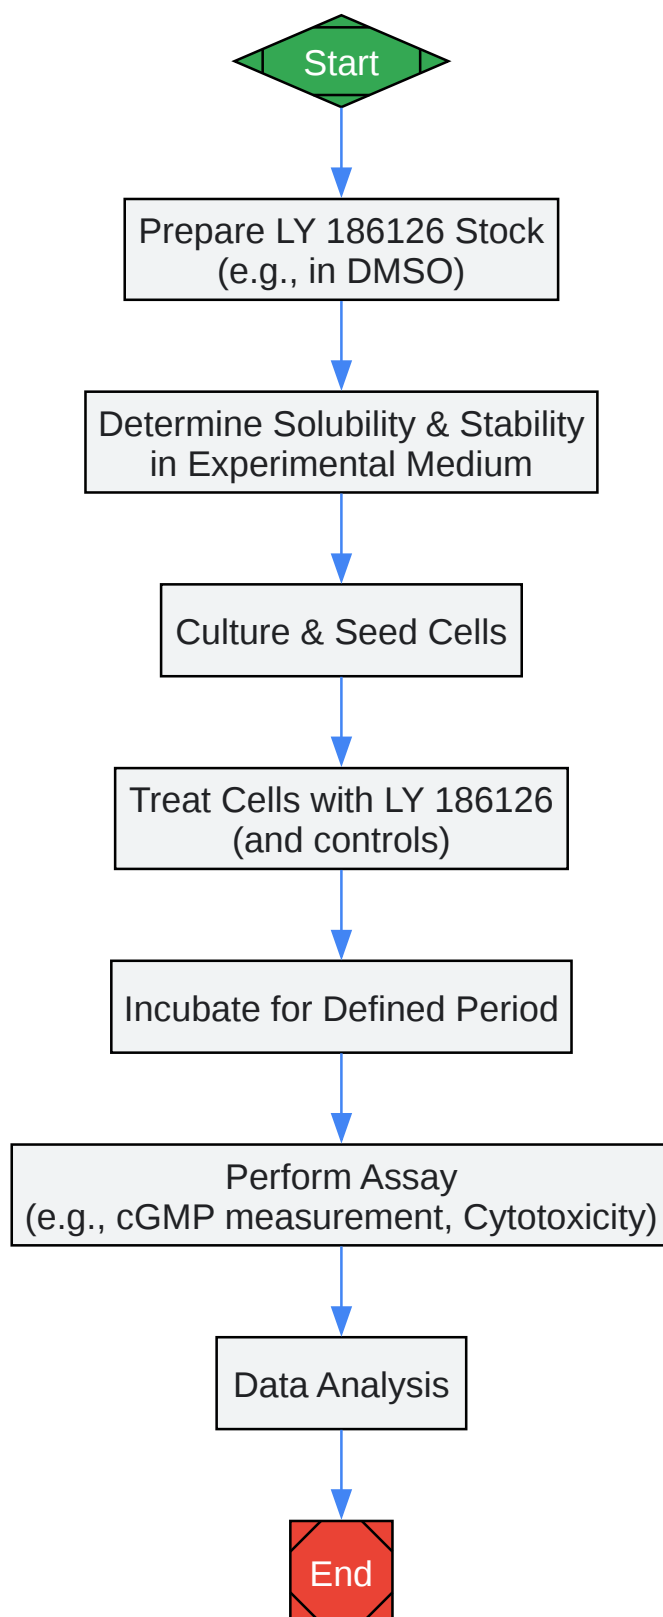 Start
Prepare LY 186126 Stock
(e.g., in DMSO)
Determine Solubility & Stability
in Experimental Medium
Culture & Seed Cells
Treat Cells with LY 186126
(and controls)
Incubate for Defined Period
Perform Assay
(e.g., cGMP measurement, Cytotoxicity)
Data Analysis
End